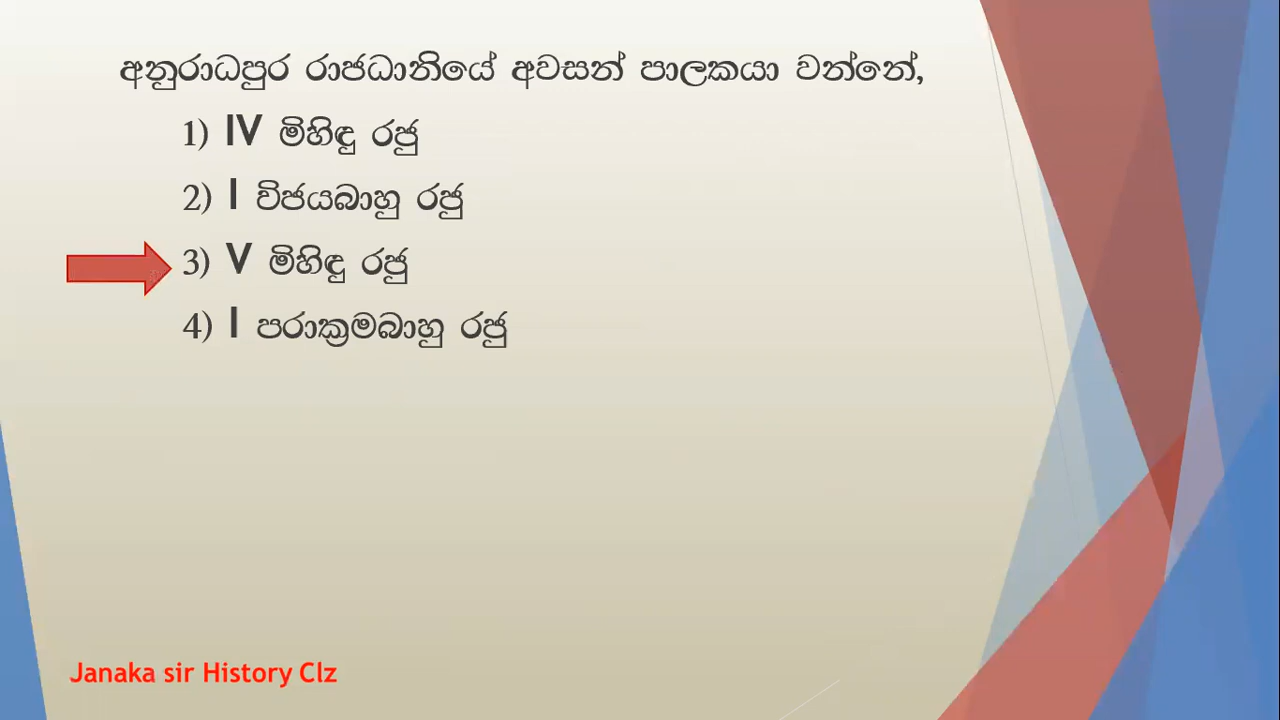 අනුරාධපුර රාජධානියේ අවසන් පාලකයා වන්නේ,
1) IV මිහිඳු රජු
2) I විජයබාහු රජු
3) V මිහිඳු රජු
4) I පරාක්‍රමබාහු රජු
Janaka sir History Clz